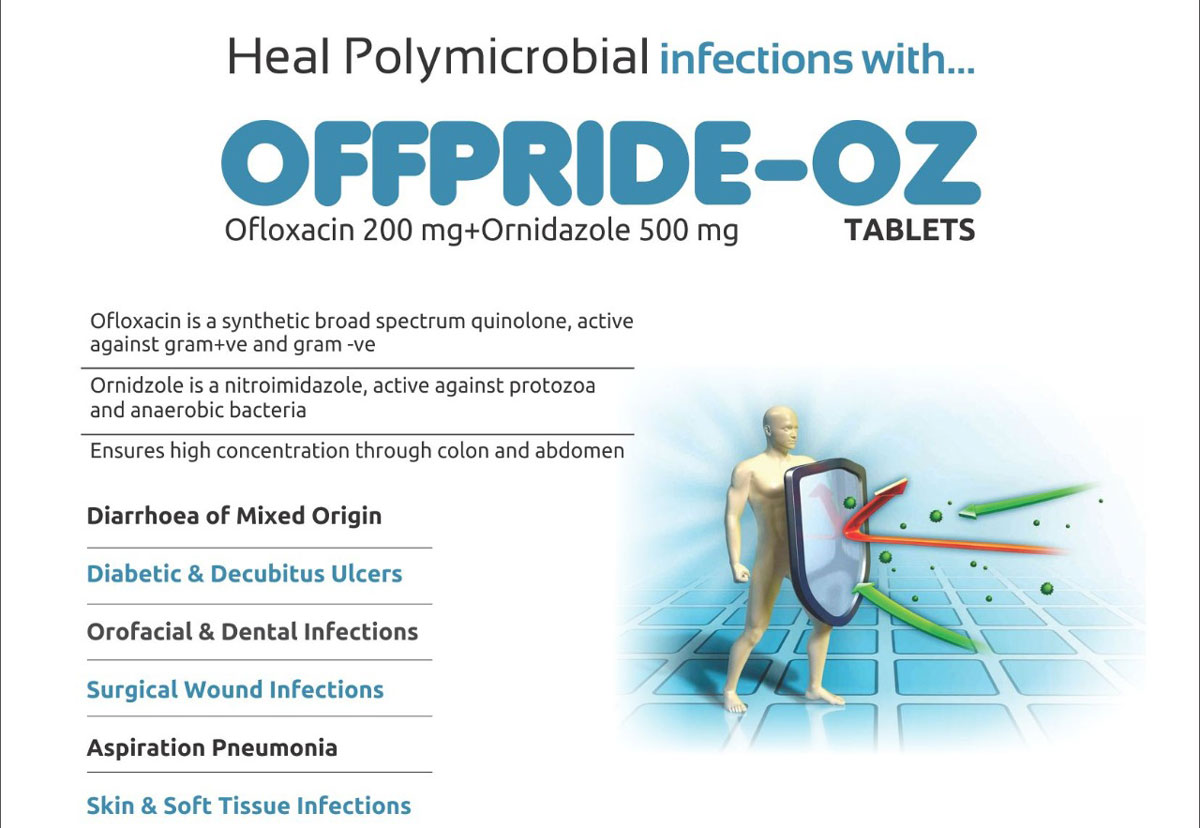 Heal Polymicrobial infections with...
OFFPRIDE-OZ
Ofloxacin 200 mg+Ornidazole 500 mg TABLETS
Ofloxacin is a synthetic broad spectrum quinolone, active
against gram+ve and gram -ve
Ornidzole is a nitroimidazole, active against protozoa
and anaerobic bacteria
Ensures high concentration through colon and abdomen
Diarrhoea of Mixed Origin
Diabetic & Decubitus Ulcers
Orofacial & Dental Infections
Surgical Wound Infections
Aspiration Pneumonia
Skin & Soft Tissue Infections